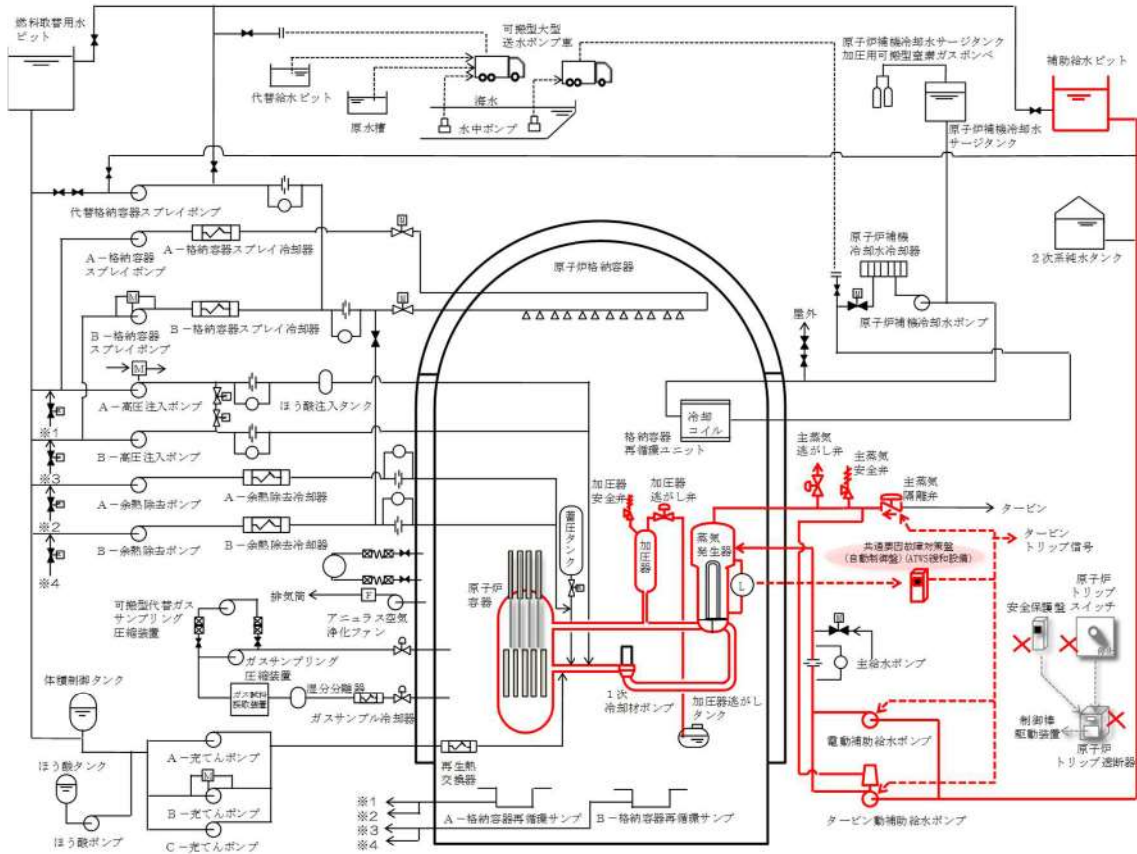 燃料取替用水
ピット
可搬型大型
送水ポンプ車
代替給水ピット
原水槽
海水
水中ポンプ
原子炉補機冷却水サージタンク
加圧用可搬型窒素ガスボンベ
原子炉補機冷却水
サージタンク
補助給水ピット
2次系純水タンク
代替格納容器スプレイポンプ
A-格納容器スプレイ冷却器
A-格納容器
スプレイポンプ
M
B-格納容器スプレイ冷却器
B-格納容器
スプレイポンプ
M
A-高圧注入ポンプ
ほう酸注入タンク
※1
B-高圧注入ポンプ
※3
A-余熱除去冷却器
A-余熱除去ポンプ
※2
B-余熱除去冷却器
B-余熱除去ポンプ
※4
原子炉格納容器
原子炉補機
冷却水冷却器
原子炉補機冷却水ポンプ
屋外
冷却
コイル
格納容器
再循環ユニット
主蒸気
逃がし弁
主蒸気
安全弁
主蒸気
隔離弁
タービン
タービン
トリップ信号
加圧器
安全弁
加圧器
逃がし弁
蓄圧タンク
加圧器
蒸気
発生器
L
共通要因故障対策盤
(自動制御盤)(ATWS緩和設備)
原子炉
容器
排気筒
F
アニュラス空気
浄化ファン
可搬型代替ガス
サンプリング
圧縮装置
ガスサンプリング
圧縮装置
ガス試料
採取装置
湿分分離器
ガスサンプル冷却器
1次
冷却材ポンプ
加圧器逃がし
タンク
主給水ポンプ
安全保護盤
原子炉
トリップ
スイッチ
制御棒
駆動装置
原子炉
トリップ遮断器
電動補助給水ポンプ
タービン動補助給水ポンプ
体積制御タンク
ほう酸タンク
ほう酸ポンプ
A-充てんポンプ
M
B-充てんポンプ
C-充てんポンプ
再生熱
交換器
※1
※2
※3
※4
A-格納容器再循環サンプ
B-格納容器再循環サンプ